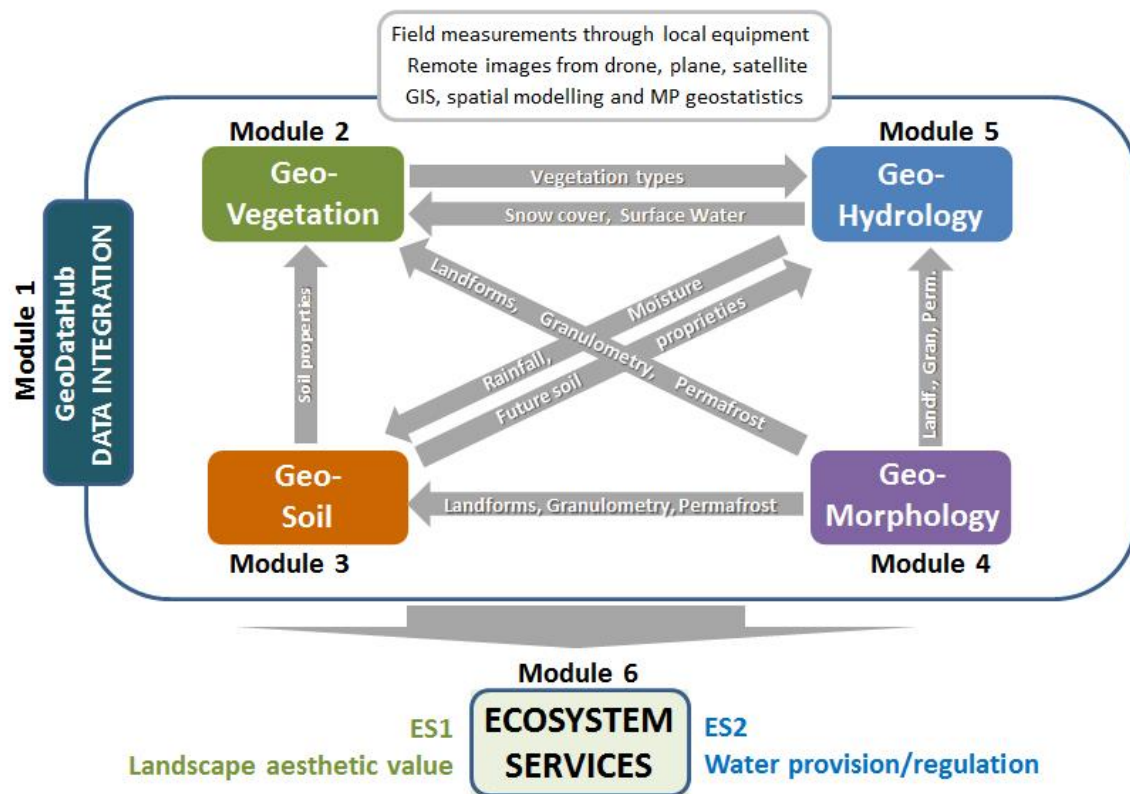 Field measurements through local equipment
Remote images from drone, plane, satellite
GIS, spatial modelling and MP geostatistics
Module 2
Module 5
Geo-
Vegetation
Vegetation types
Snow cover, Surface Water
Geo-
Hydrology
Module 1
GeoDataHub
DATA INTEGRATION
Soil properties
Landforms, Granulometry, Permafrost
Rainfall, Moisture
Future soil proprieties
Landf., Gran, Perm.
Geo-
Soil
Landforms, Granulometry, Permafrost
Geo-
Morphology
Module 3
Module 4
Module 6
ECOSYSTEM
SERVICES
ES1
Landscape aesthetic value
ES2
Water provision/regulation